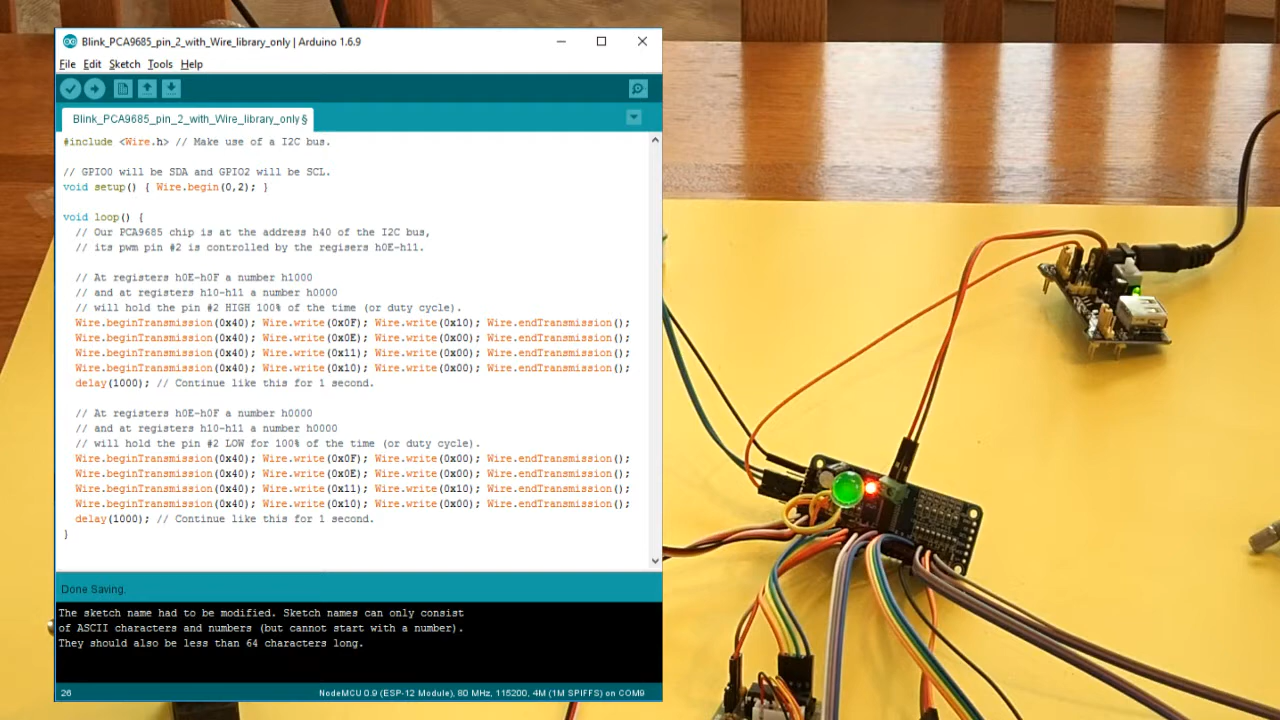 Blink_PCA9685_pin_2_with_Wire_library_only | Arduino 1.6.9
File Edit Sketch Tools Help
Blink_PCA9685_pin_2_with_Wire_library_only §
#include <Wire.h> // Make use of a I2C bus.
// GPIO0 will be SDA and GPIO2 will be SCL.
void setup() { Wire.begin(0,2); }
void loop() {
// Our PCA9685 chip is at the address h40 of the I2C bus,
// its pwm pin #2 is controlled by the regisers h0E-h11.
// At registers h0E-h0F a number h1000
// and at registers h10-h11 a number h0000
// will hold the pin #2 HIGH 100% of the time (or duty cycle).
Wire.beginTransmission(0x40); Wire.write(0x0F); Wire.write(0x10); Wire.endTransmission();
Wire.beginTransmission(0x40); Wire.write(0x0E); Wire.write(0x00); Wire.endTransmission();
Wire.beginTransmission(0x40); Wire.write(0x11); Wire.write(0x00); Wire.endTransmission();
Wire.beginTransmission(0x40); Wire.write(0x10); Wire.write(0x00); Wire.endTransmission();
delay(1000); // Continue like this for 1 second.
// At registers h0E-h0F a number h0000
// and at registers h10-h11 a number h0000
// will hold the pin #2 LOW for 100% of the time (or duty cycle).
Wire.beginTransmission(0x40); Wire.write(0x0F); Wire.write(0x00); Wire.endTransmission();
Wire.beginTransmission(0x40); Wire.write(0x0E); Wire.write(0x00); Wire.endTransmission();
Wire.beginTransmission(0x40); Wire.write(0x11); Wire.write(0x10); Wire.endTransmission();
Wire.beginTransmission(0x40); Wire.write(0x10); Wire.write(0x00); Wire.endTransmission();
delay(1000); // Continue like this for 1 second.
}
Done Saving.
The sketch name had to be modified. Sketch names can only consist
of ASCII characters and numbers (but cannot start with a number).
They should also be less than 64 characters long.
26 NodeMCU 0.9 (ESP-12 Module), 80 MHz, 115200, 4M (1M SPIFFS) on COM9